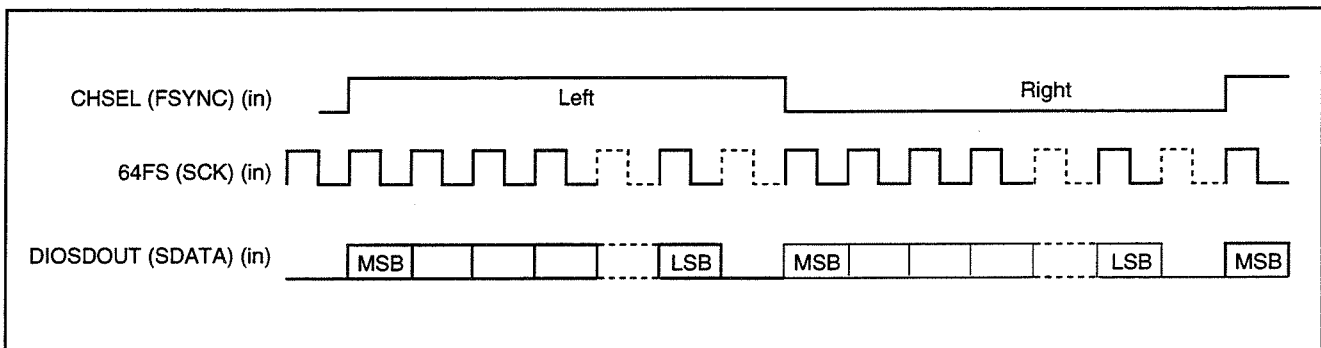 CHSEL (FSYNC) (in)
Left
Right
64FS (SCK) (in)
DIOSDOUT (SDATA) (in)
MSB
LSB
MSB
LSB
MSB